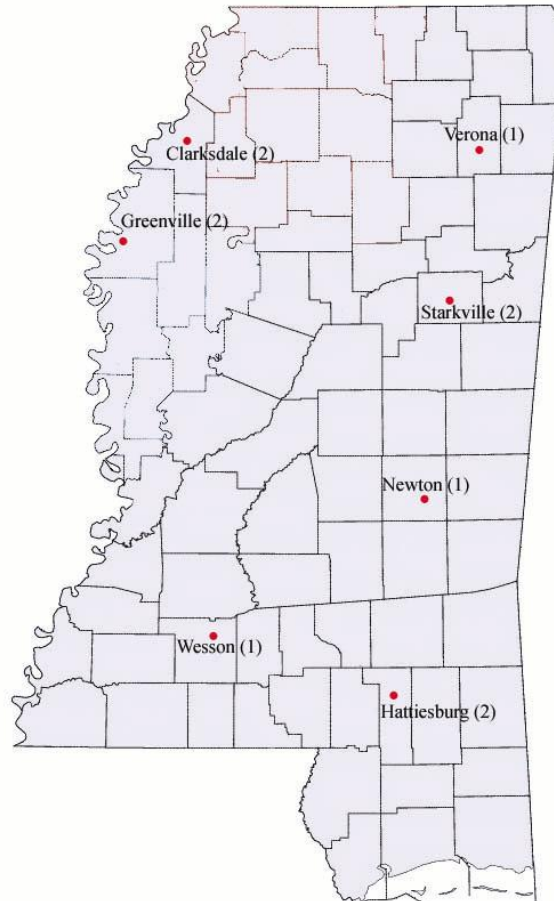 Verona (1)
Clarksdale (2)
Greenville (2)
Starkville (2)
Newton (1)
Wesson (1)
Hattiesburg (2)